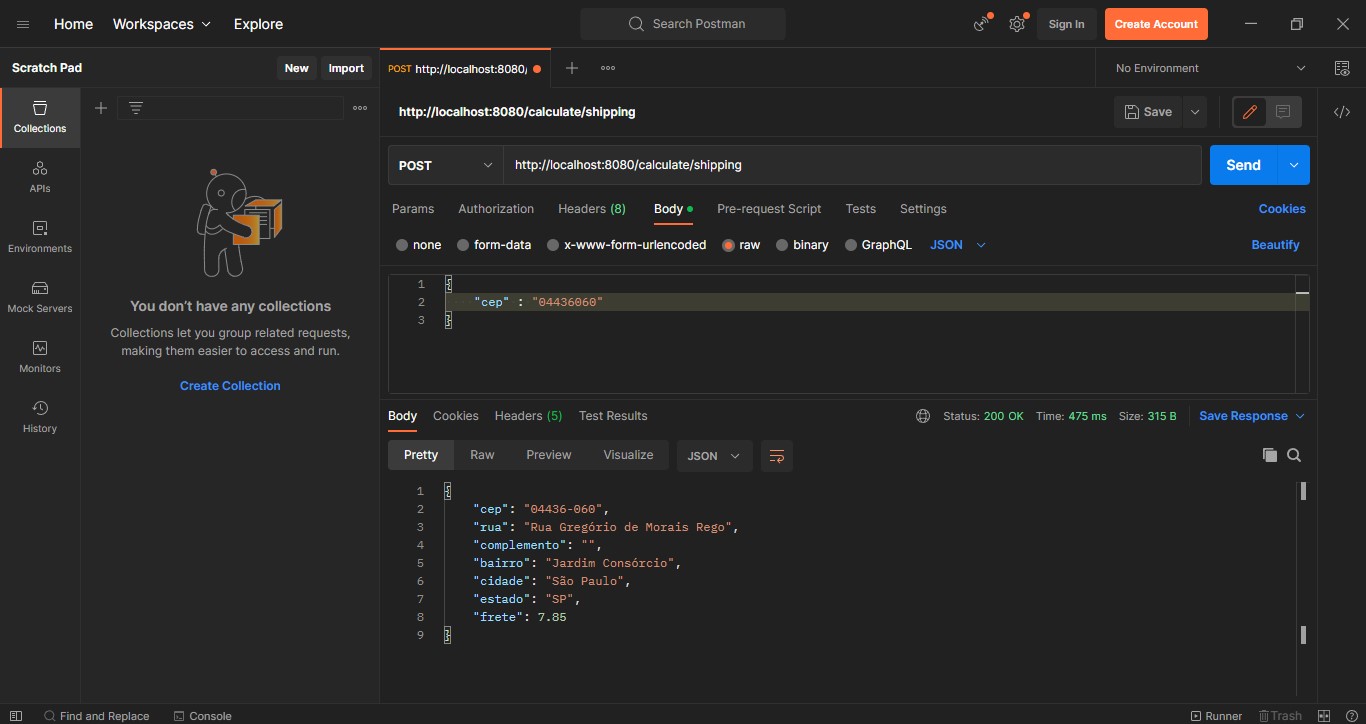 Home Workspaces Explore Search Postman Sign In Create Account
Scratch Pad New Import POST http://localhost:8080/ No Environment
Collections
APIs
Environments
Mock Servers
Monitors
History
You don't have any collections
Collections let you group related requests,
making them easier to access and run.
Create Collection
http://localhost:8080/calculate/shipping Save
POST http://localhost:8080/calculate/shipping Send
Params Authorization Headers (8) Body Pre-request Script Tests Settings Cookies
none form-data x-www-form-urlencoded raw binary GraphQL JSON Beautify
1 {
2 "cep" : "04436060"
3 }
Body Cookies Headers (5) Test Results Status: 200 OK Time: 475 ms Size: 315 B Save Response
Pretty Raw Preview Visualize JSON
1 {
2 "cep": "04436-060",
3 "rua": "Rua Gregório de Morais Rego",
4 "complemento": "",
5 "bairro": "Jardim Consórcio",
6 "cidade": "São Paulo",
7 "estado": "SP",
8 "frete": 7.85
9 }
Find and Replace Console Runner Trash